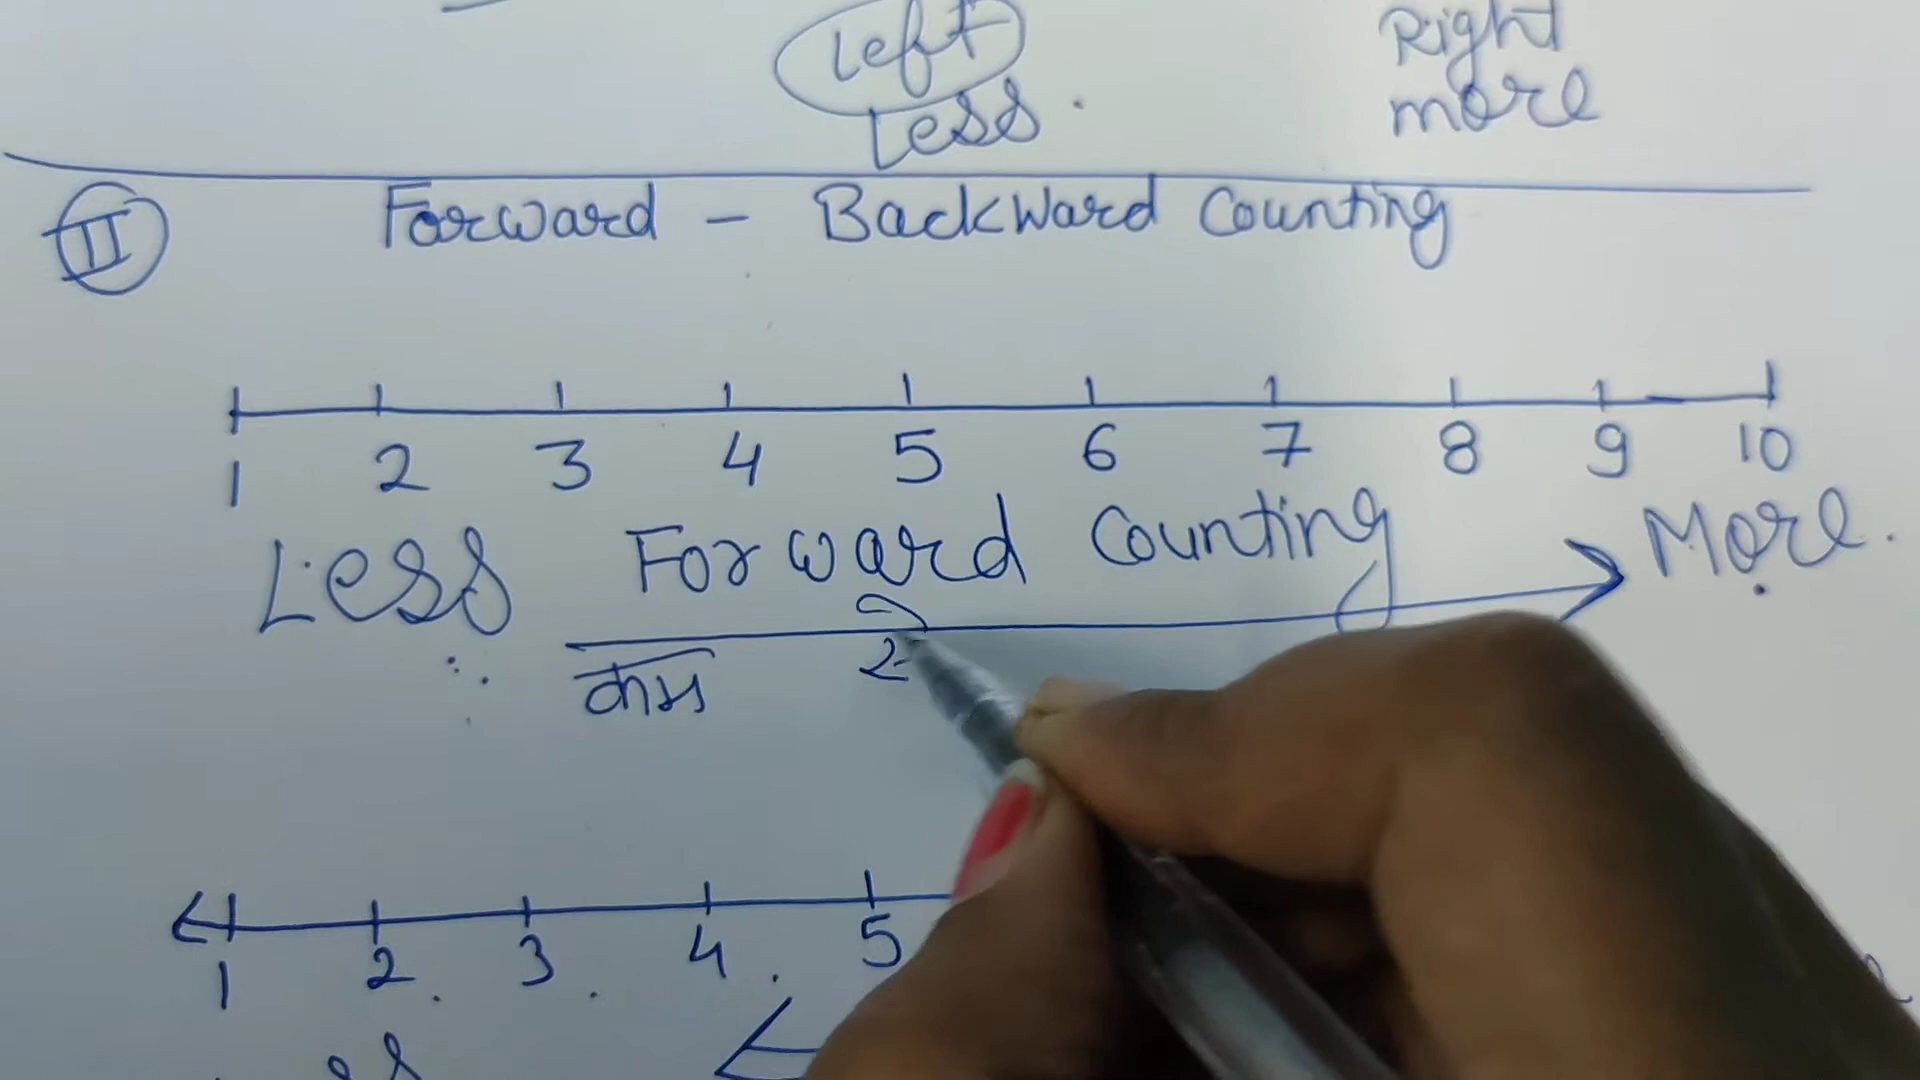 Left Right
Less. more
II Forward - Backward Counting
1 2 3 4 5 6 7 8 9 10
Less Forward Counting More.
कम
1 2. 3. 4. 5